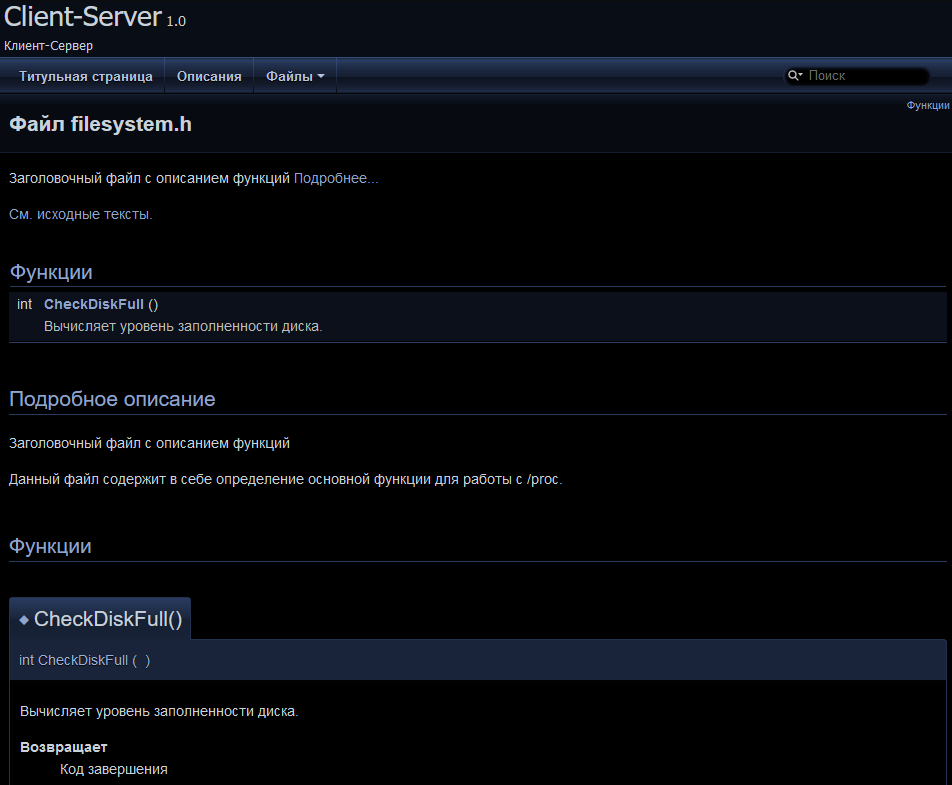 Client-Server 1.0
Клиент-Сервер
Титульная страница Описания Файлы Поиск
Функции
Файл filesystem.h
Заголовочный файл с описанием функций Подробнее...
См. исходные тексты.
Функции
int CheckDiskFull ()
Вычисляет уровень заполненности диска.
Подробное описание
Заголовочный файл с описанием функций
Данный файл содержит в себе определение основной функции для работы с /proc.
Функции
◆ CheckDiskFull()
int CheckDiskFull ( )
Вычисляет уровень заполненности диска.
Возвращает
Код завершения